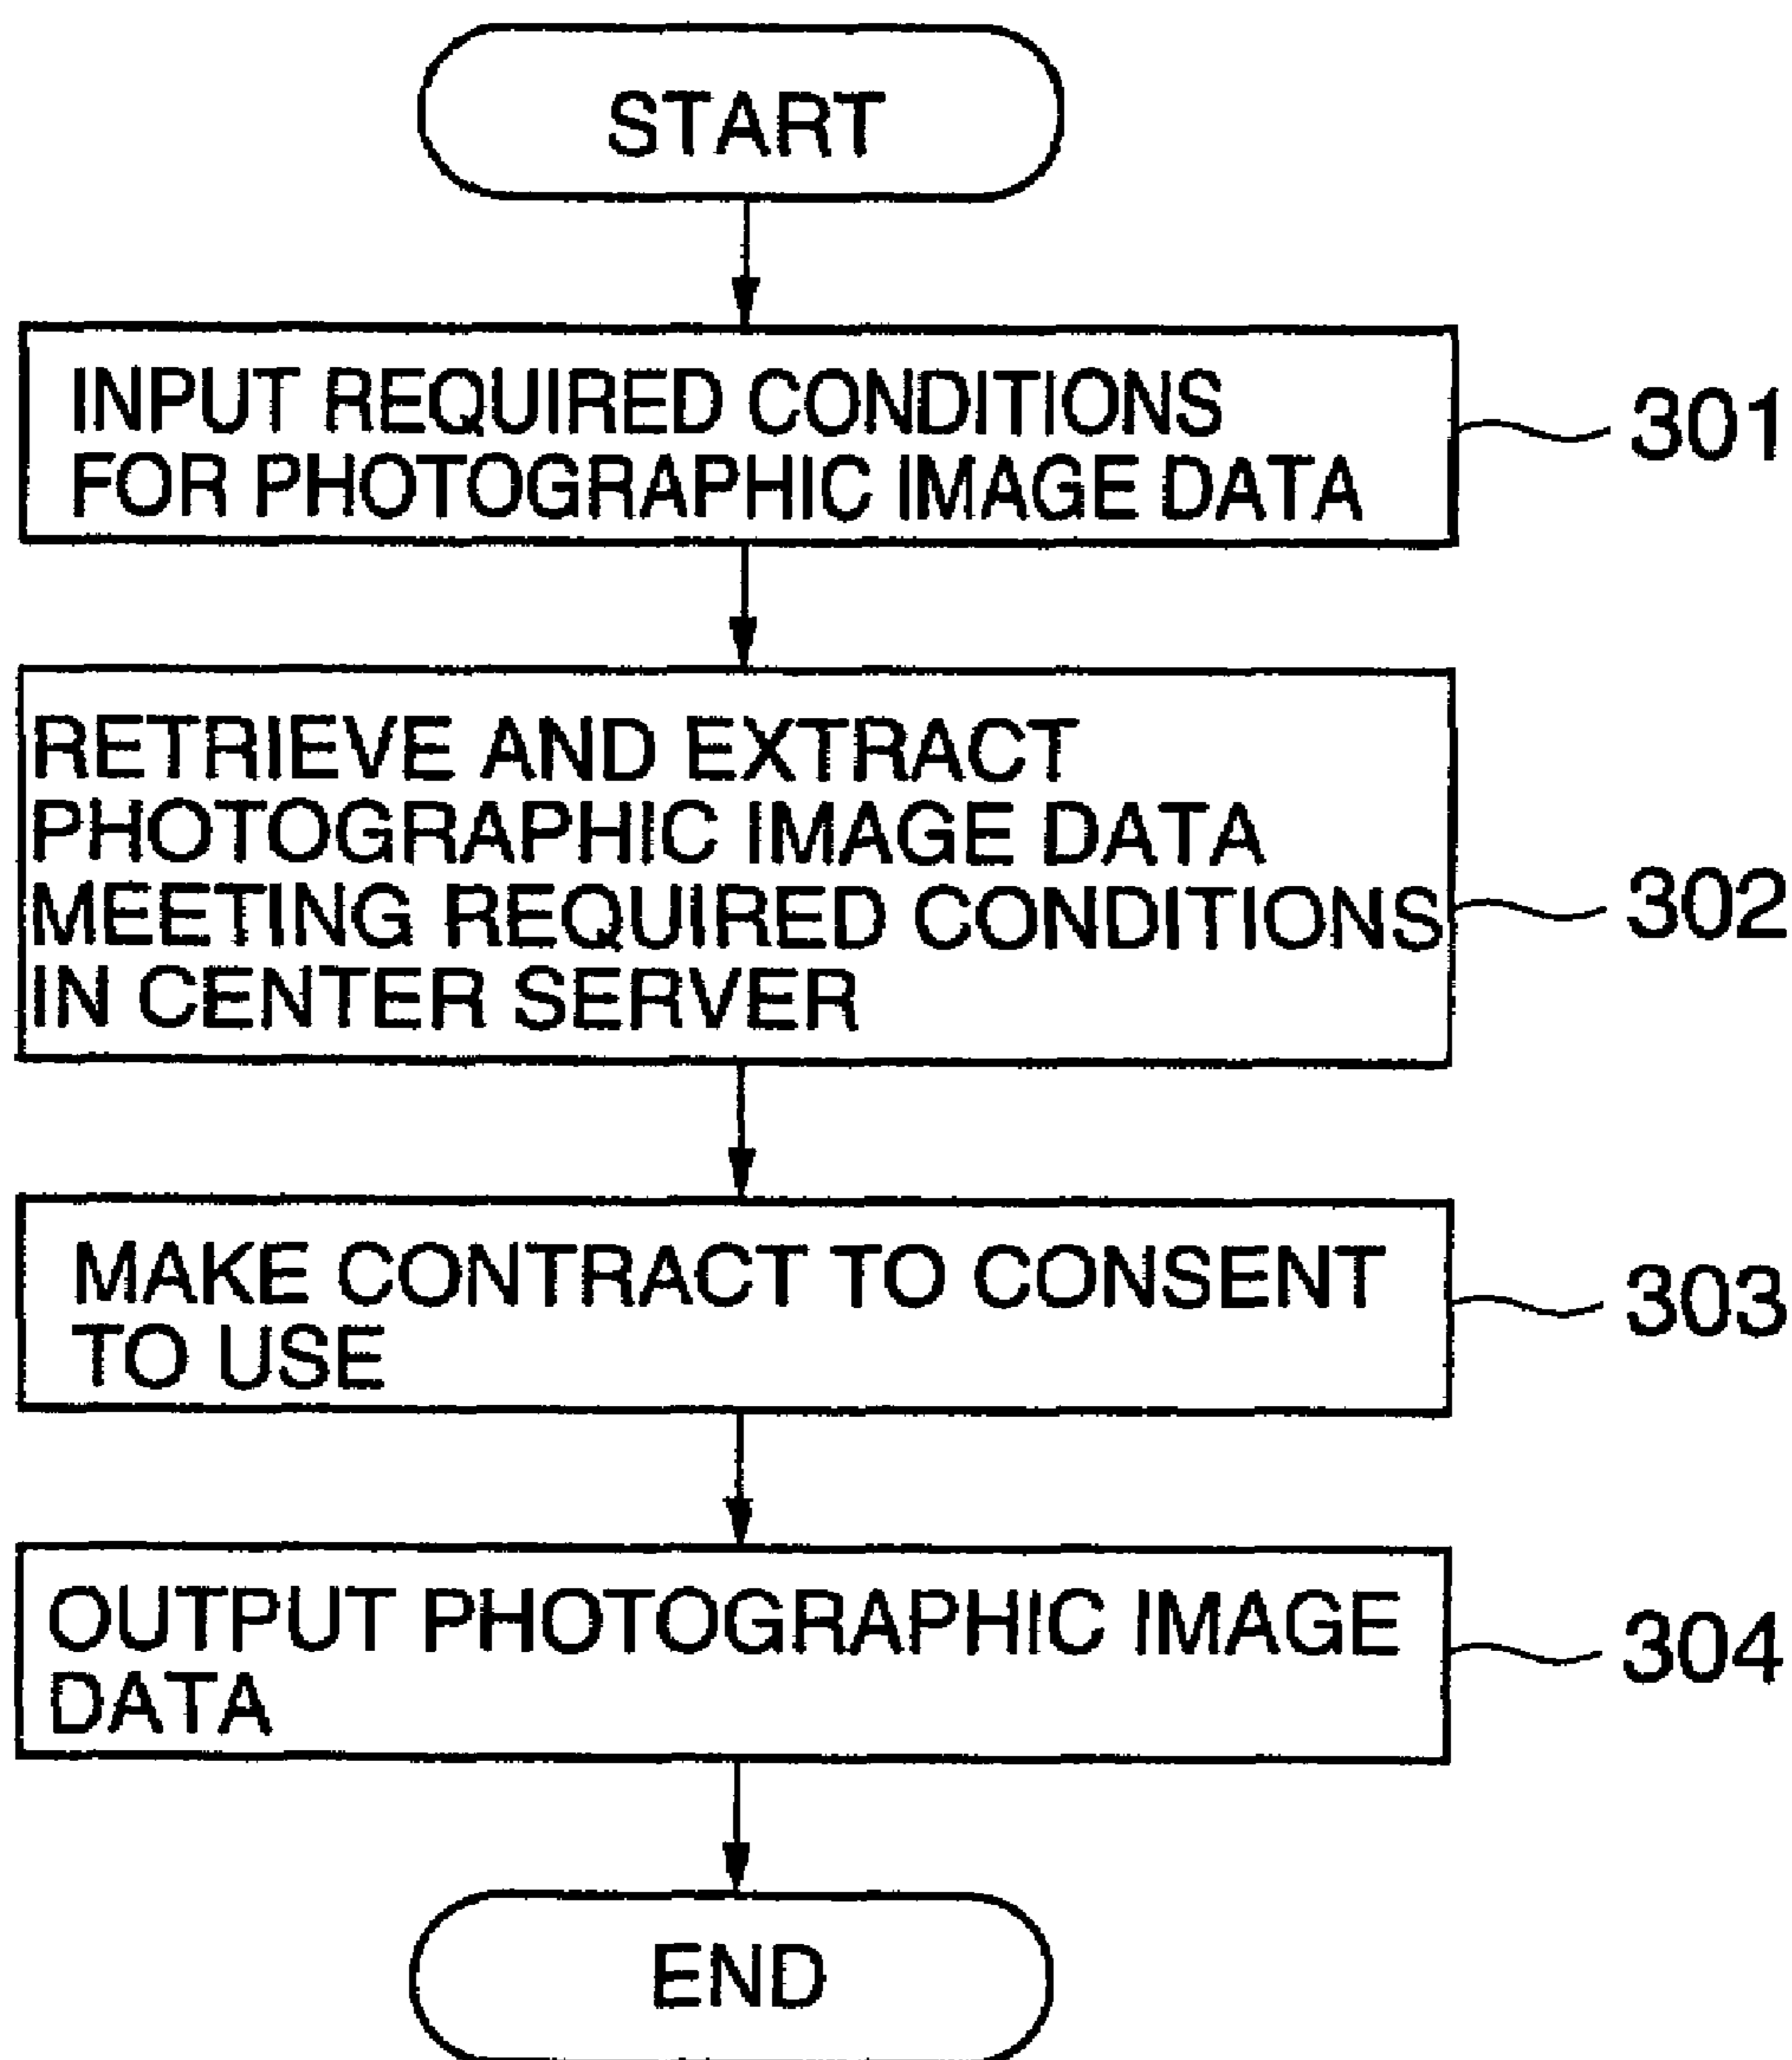 START
INPUT REQUIRED CONDITIONS
FOR PHOTOGRAPHIC IMAGE DATA
301
RETRIEVE AND EXTRACT
PHOTOGRAPHIC IMAGE DATA
MEETING REQUIRED CONDITIONS
IN CENTER SERVER
302
MAKE CONTRACT TO CONSENT
TO USE
303
OUTPUT PHOTOGRAPHIC IMAGE
DATA
304
END